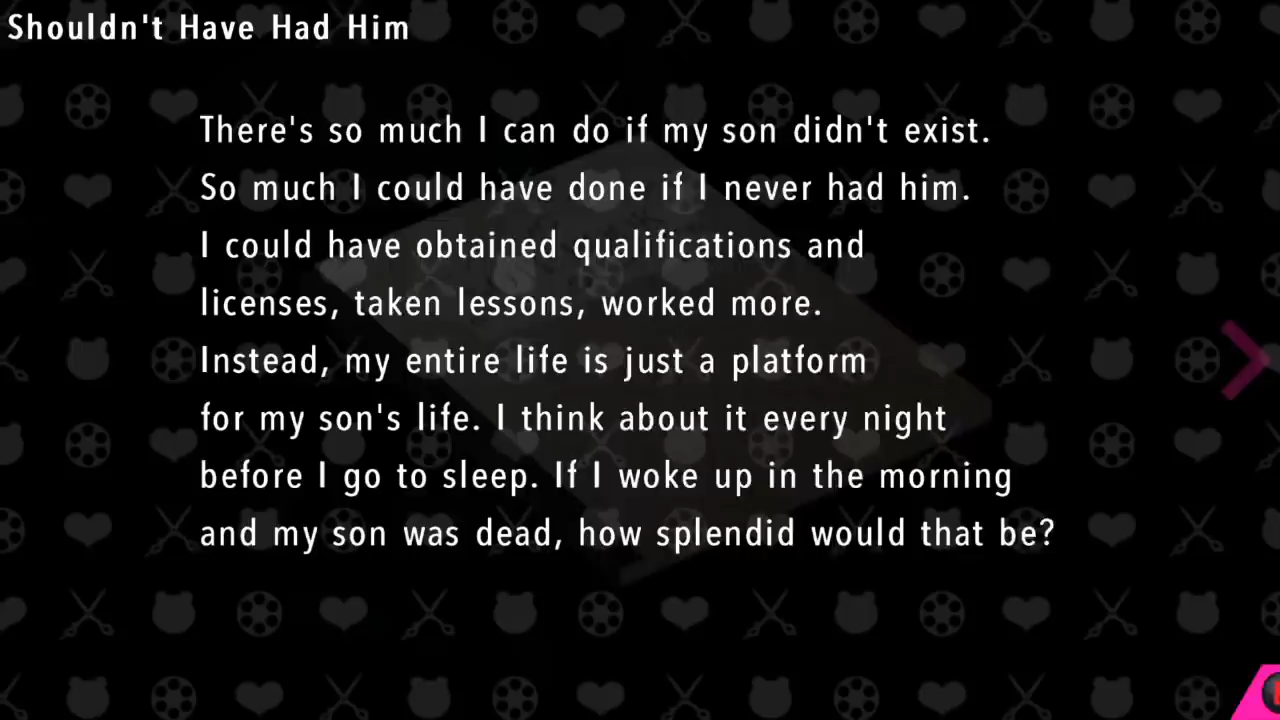 Shouldn't Have Had Him
There's so much I can do if my son didn't exist.
So much I could have done if I never had him.
I could have obtained qualifications and
licenses, taken lessons, worked more.
Instead, my entire life is just a platform
for my son's life. I think about it every night
before I go to sleep. If I woke up in the morning
and my son was dead, how splendid would that be?